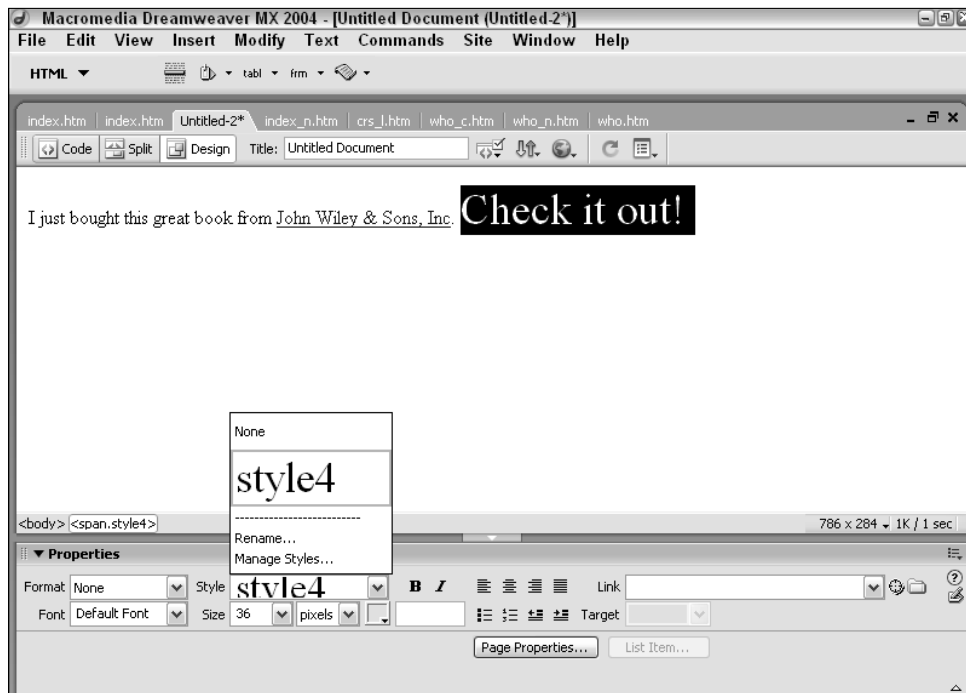 Macromedia Dreamweaver MX 2004 - [Untitled Document (Untitled-2*)]
File Edit View Insert Modify Text Commands Site Window Help
HTML tabl frm
index.htm index.htm Untitled-2* index_n.htm crs_l.htm who_c.htm who_n.htm who.htm
Code Split Design Title: Untitled Document
I just bought this great book from John Wiley & Sons, Inc. Check it out!
None
style4
---------------------------
Rename...
Manage Styles...
<body> <span.style4> 786 x 284 1K / 1 sec
Properties
Format None Style style4 B I Link
Font Default Font Size 36 pixels Target
Page Properties... List Item...